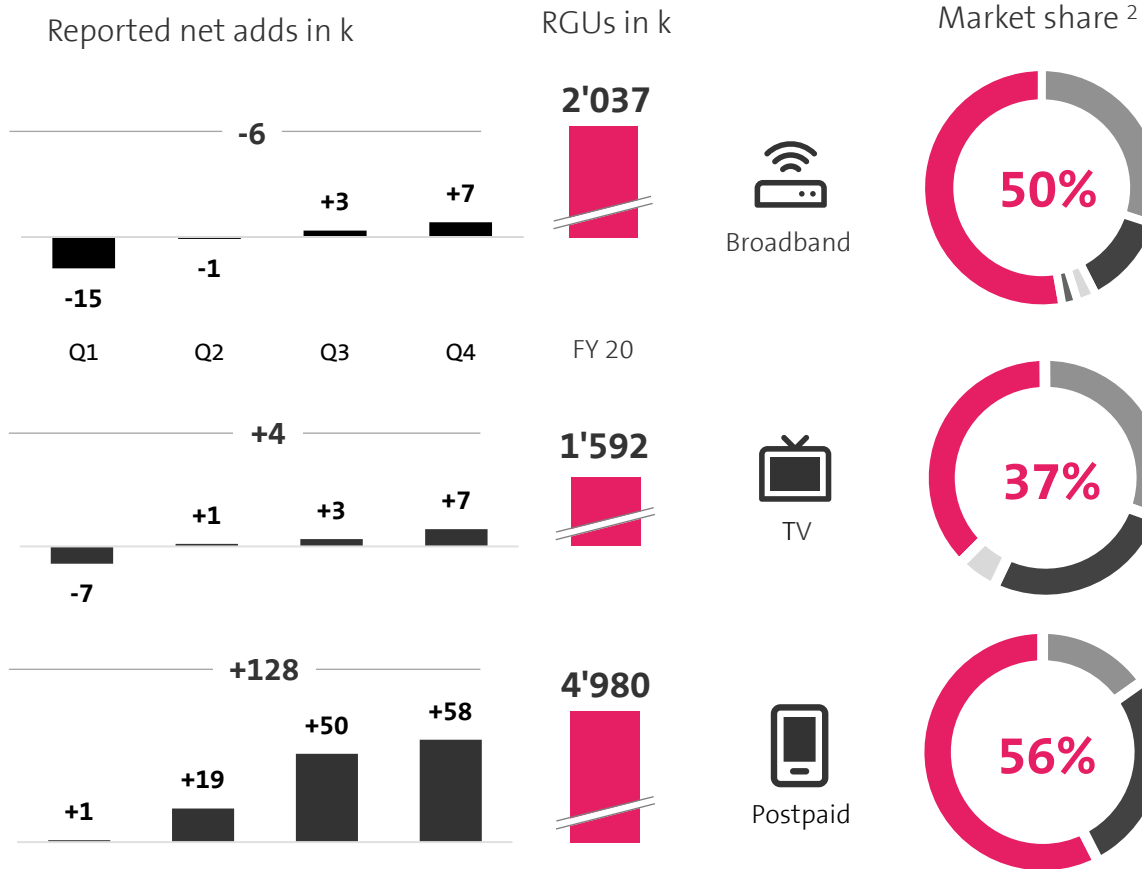 Reported net adds in k
RGUs in k
Market share 2
-6
-15
-1
+3
+7
2'037
Broadband
50%
Q1
Q2
Q3
Q4
FY 20
+4
-7
+1
+3
+7
1'592
TV
37%
+128
+1
+19
+50
+58
4'980
Postpaid
56%